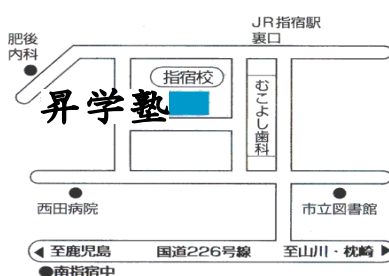 JR指宿駅
裏口
肥後
内科
指宿校
昇学塾
むこよし歯科
西田病院
市立図書館
至鹿児島
国道226号線
至山川・枕崎
南指宿中